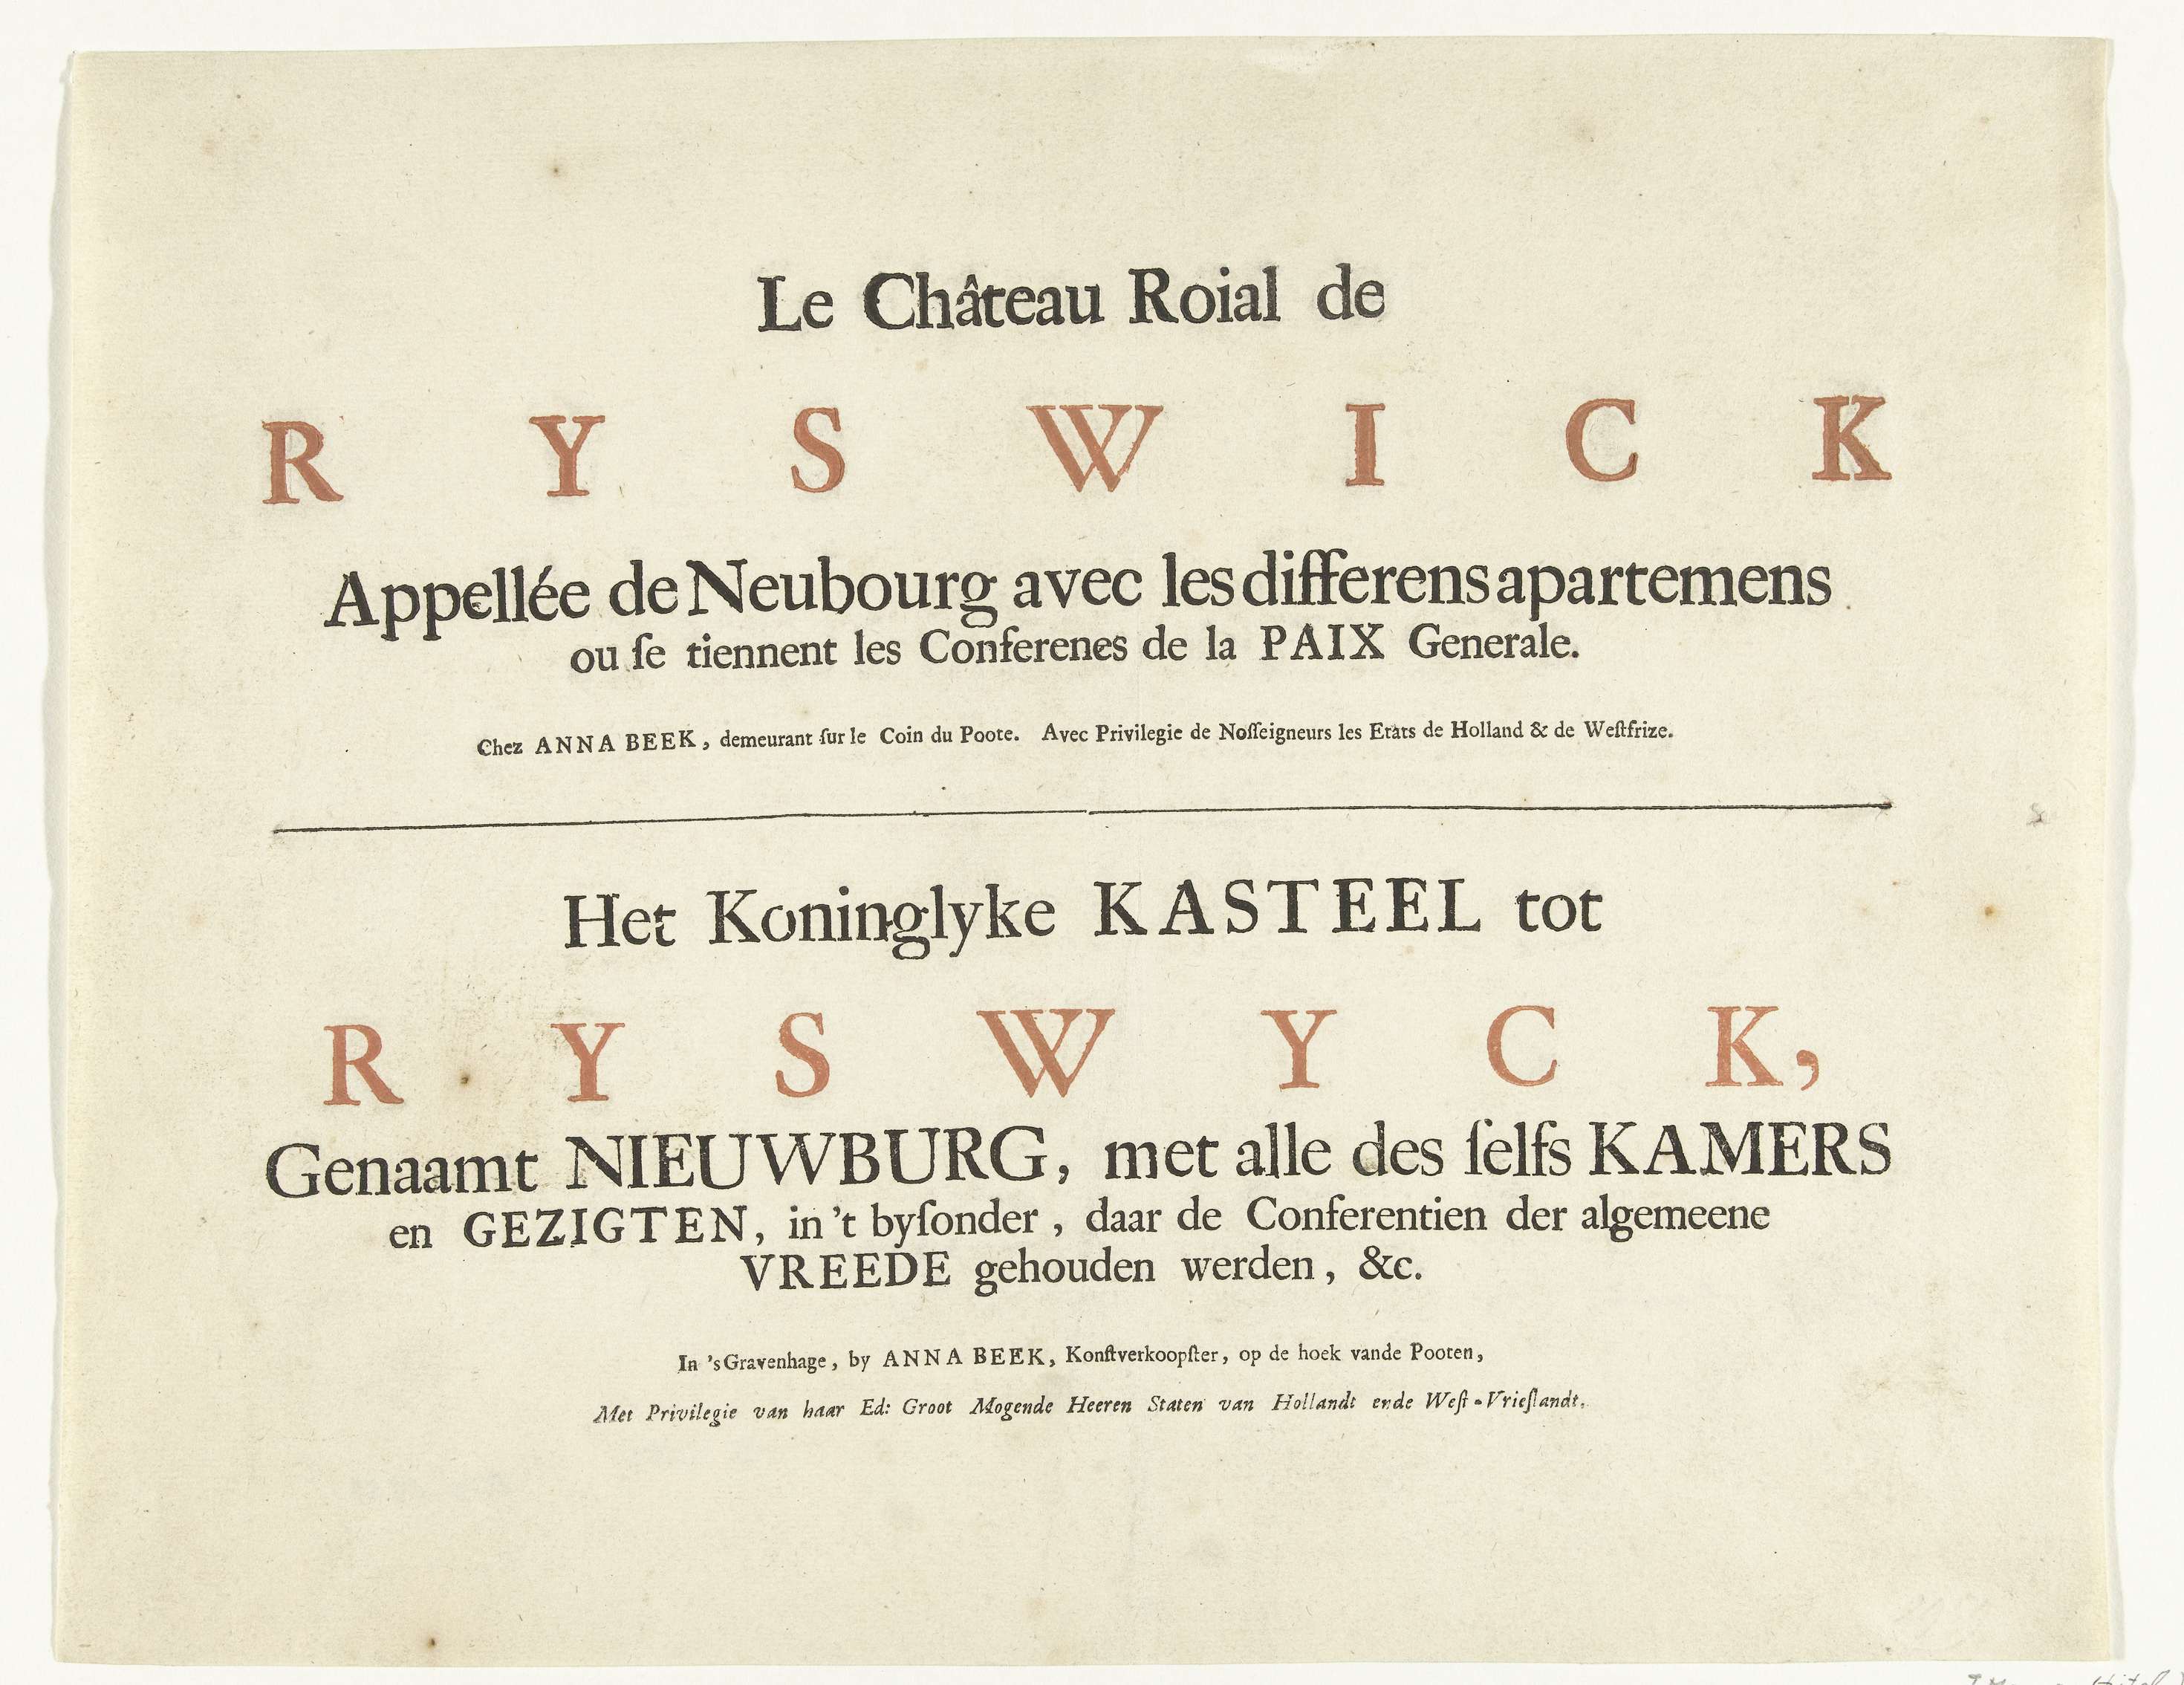 Le Château Roial de
RYSWICK
Appellée de Neubourg avec les differens apartemens
ou ſe tiennent les Conferenes de la PAIX Generale.
Chez ANNA BEEK, demeurant ſur le Coin du Poote. Avec Privilegie de Noſſeigneurs les Etats de Holland & de Weſtfrize.
Het Koninglyke KASTEEL tot
RYSWYCK,
Genaamt NIEUWBURG, met alle des ſelfs KAMERS
en GEZIGTEN, in 't byſonder, daar de Conferentien der algemeene
VREEDE gehouden werden, &c.
In 's Gravenhage, by ANNA BEEK, Konſtverkoopſter, op de hoek vande Pooten,
Met Privilegie van haar Ed: Groot Mogende Heeren Staten van Hollandt ende Weſt-Vrieſlandt.